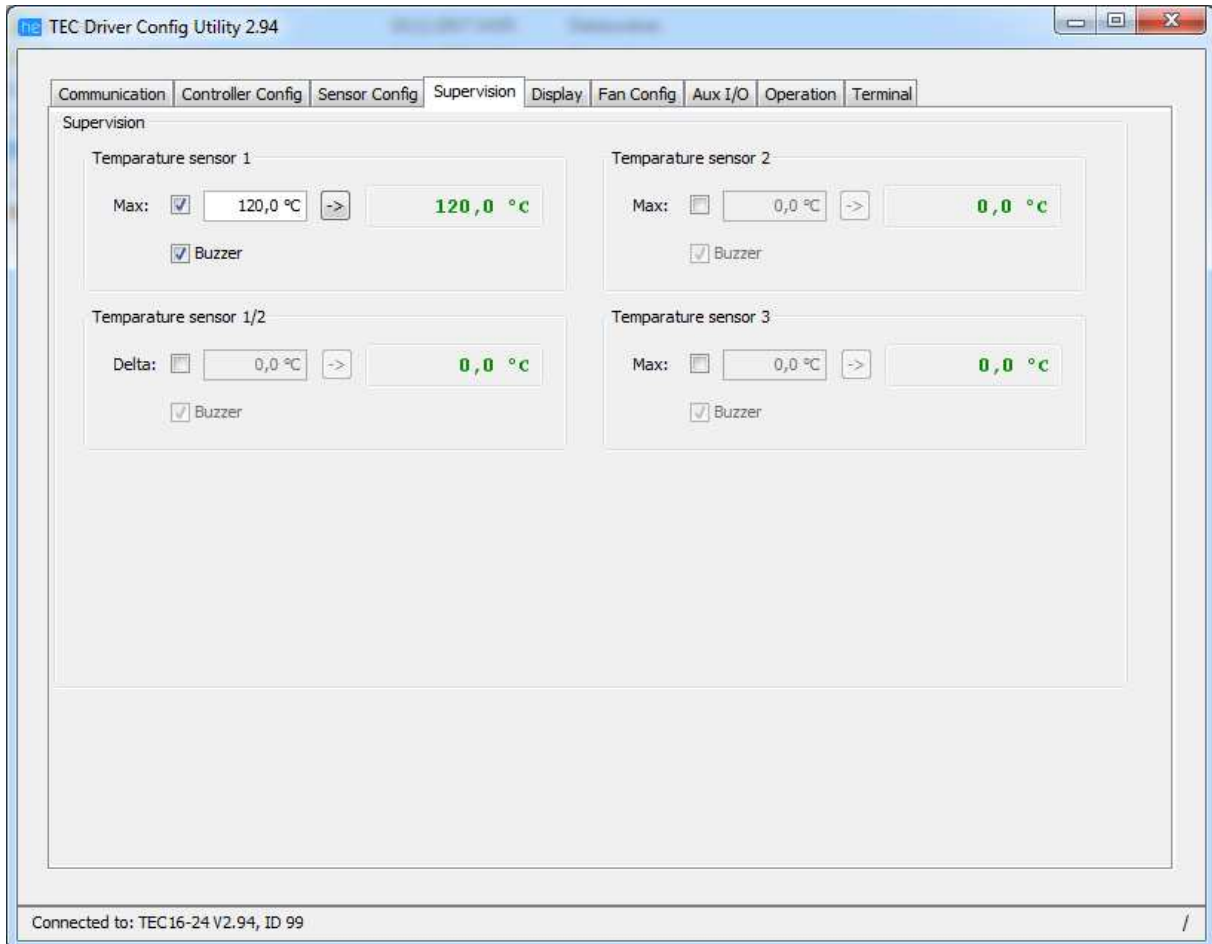 he TEC Driver Config Utility 2.94
Communication Controller Config Sensor Config Supervision Display Fan Config Aux I/O Operation Terminal
Supervision
Temparature sensor 1
Max: 120,0 °C -> 120,0 °C
Buzzer
Temparature sensor 2
Max: 0,0 °C -> 0,0 °C
Buzzer
Temparature sensor 1/2
Delta: 0,0 °C -> 0,0 °C
Buzzer
Temparature sensor 3
Max: 0,0 °C -> 0,0 °C
Buzzer
Connected to: TEC16-24 V2.94, ID 99 /